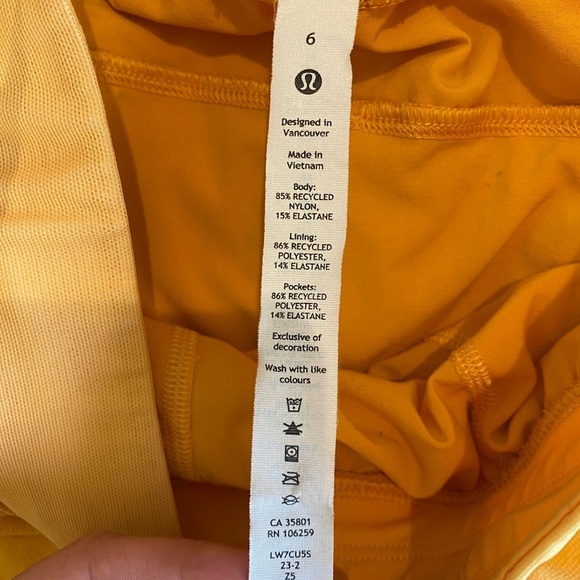 6
Designed in
Vancouver
Made in
Vietnam
Body:
85% RECYCLED
NYLON,
15% ELASTANE
Lining:
86% RECYCLED
POLYESTER,
14% ELASTANE
Pockets:
86% RECYCLED
POLYESTER,
14% ELASTANE
Exclusive of
decoration
Wash with like
colours
CA 35801
RN 106259
LW7CU5S
23-2
Z5